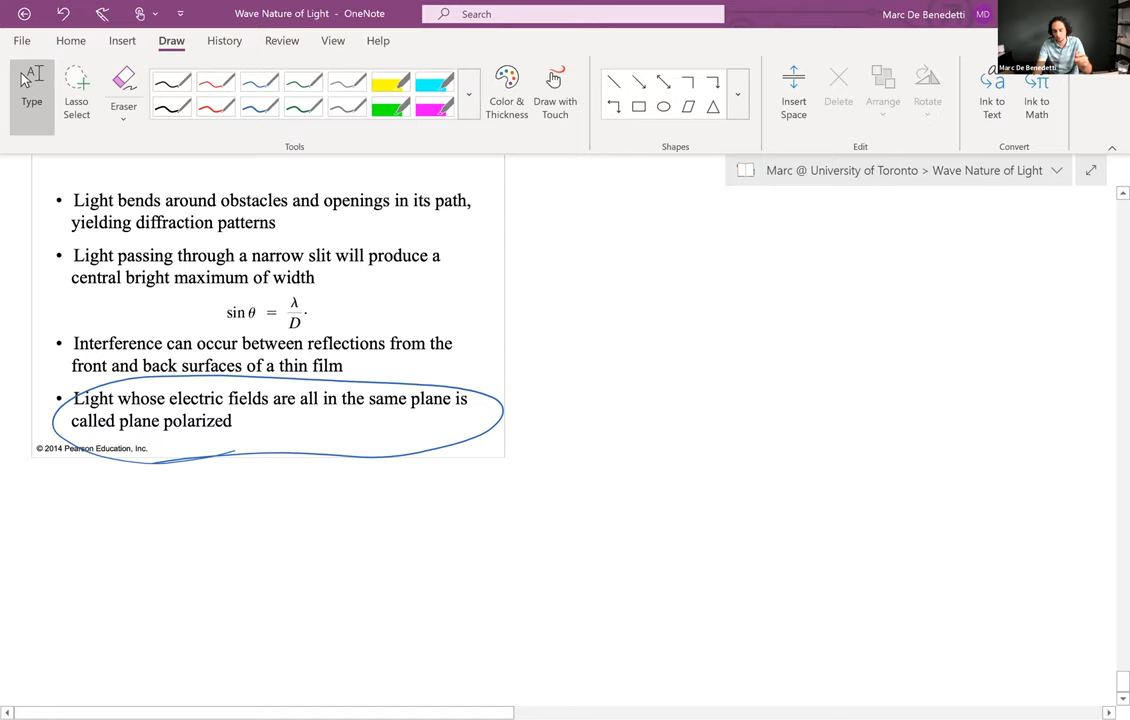 Wave Nature of Light - OneNote
Search
Marc De Benedetti
MD
File
Home
Insert
Draw
History
Review
View
Help
Marc De Benedetti
Type
Lasso
Select
Eraser
Color &
Thickness
Draw with
Touch
Insert
Space
Delete
Arrange
Rotate
Ink to
Text
Ink to
Math
Tools
Shapes
Edit
Convert
Marc @ University of Toronto > Wave Nature of Light
• Light bends around obstacles and openings in its path,
yielding diffraction patterns
• Light passing through a narrow slit will produce a
central bright maximum of width
sin θ = λ/D.
• Interference can occur between reflections from the
front and back surfaces of a thin film
• Light whose electric fields are all in the same plane is
called plane polarized
© 2014 Pearson Education, Inc.